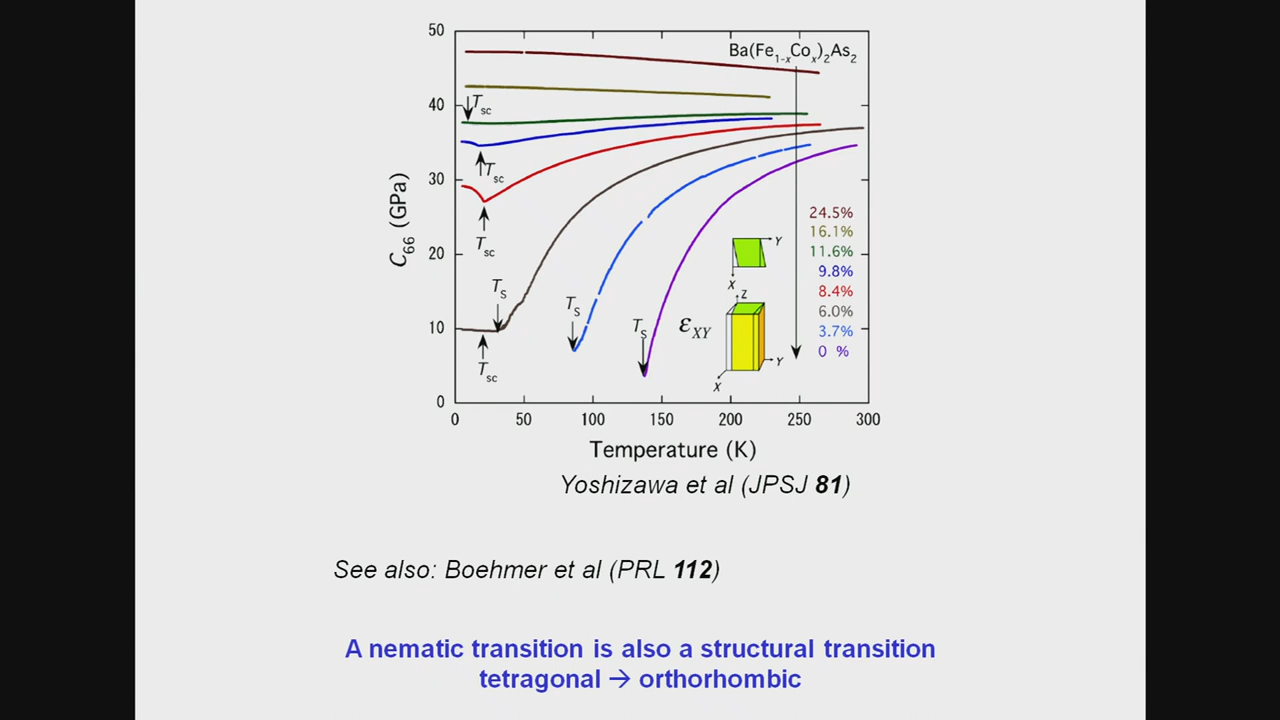 50
Ba(Fe1-xCox)2As2
40
Tsc
Tsc
30
C66 (GPa)
24.5%
16.1%
Tsc
Y
11.6%
20
9.8%
X
TS
Z
8.4%
TS
6.0%
TS
εXY
10
3.7%
0 %
Tsc
Y
X
0
0 50 100 150 200 250 300
Temperature (K)
Yoshizawa et al (JPSJ 81)
See also: Boehmer et al (PRL 112)
A nematic transition is also a structural transition
tetragonal → orthorhombic